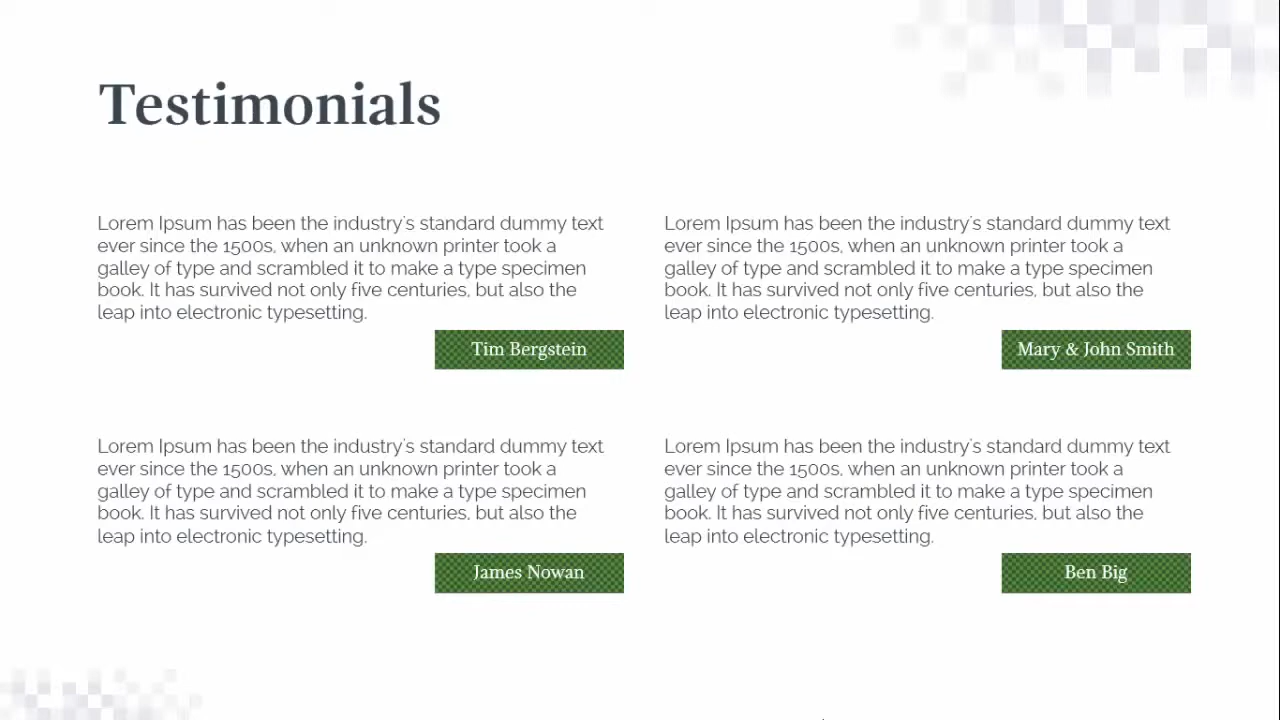 Testimonials
Lorem Ipsum has been the industry's standard dummy text
ever since the 1500s, when an unknown printer took a
galley of type and scrambled it to make a type specimen
book. It has survived not only five centuries, but also the
leap into electronic typesetting.
Tim Bergstein
Lorem Ipsum has been the industry's standard dummy text
ever since the 1500s, when an unknown printer took a
galley of type and scrambled it to make a type specimen
book. It has survived not only five centuries, but also the
leap into electronic typesetting.
Mary & John Smith
Lorem Ipsum has been the industry's standard dummy text
ever since the 1500s, when an unknown printer took a
galley of type and scrambled it to make a type specimen
book. It has survived not only five centuries, but also the
leap into electronic typesetting.
James Nowan
Lorem Ipsum has been the industry's standard dummy text
ever since the 1500s, when an unknown printer took a
galley of type and scrambled it to make a type specimen
book. It has survived not only five centuries, but also the
leap into electronic typesetting.
Ben Big